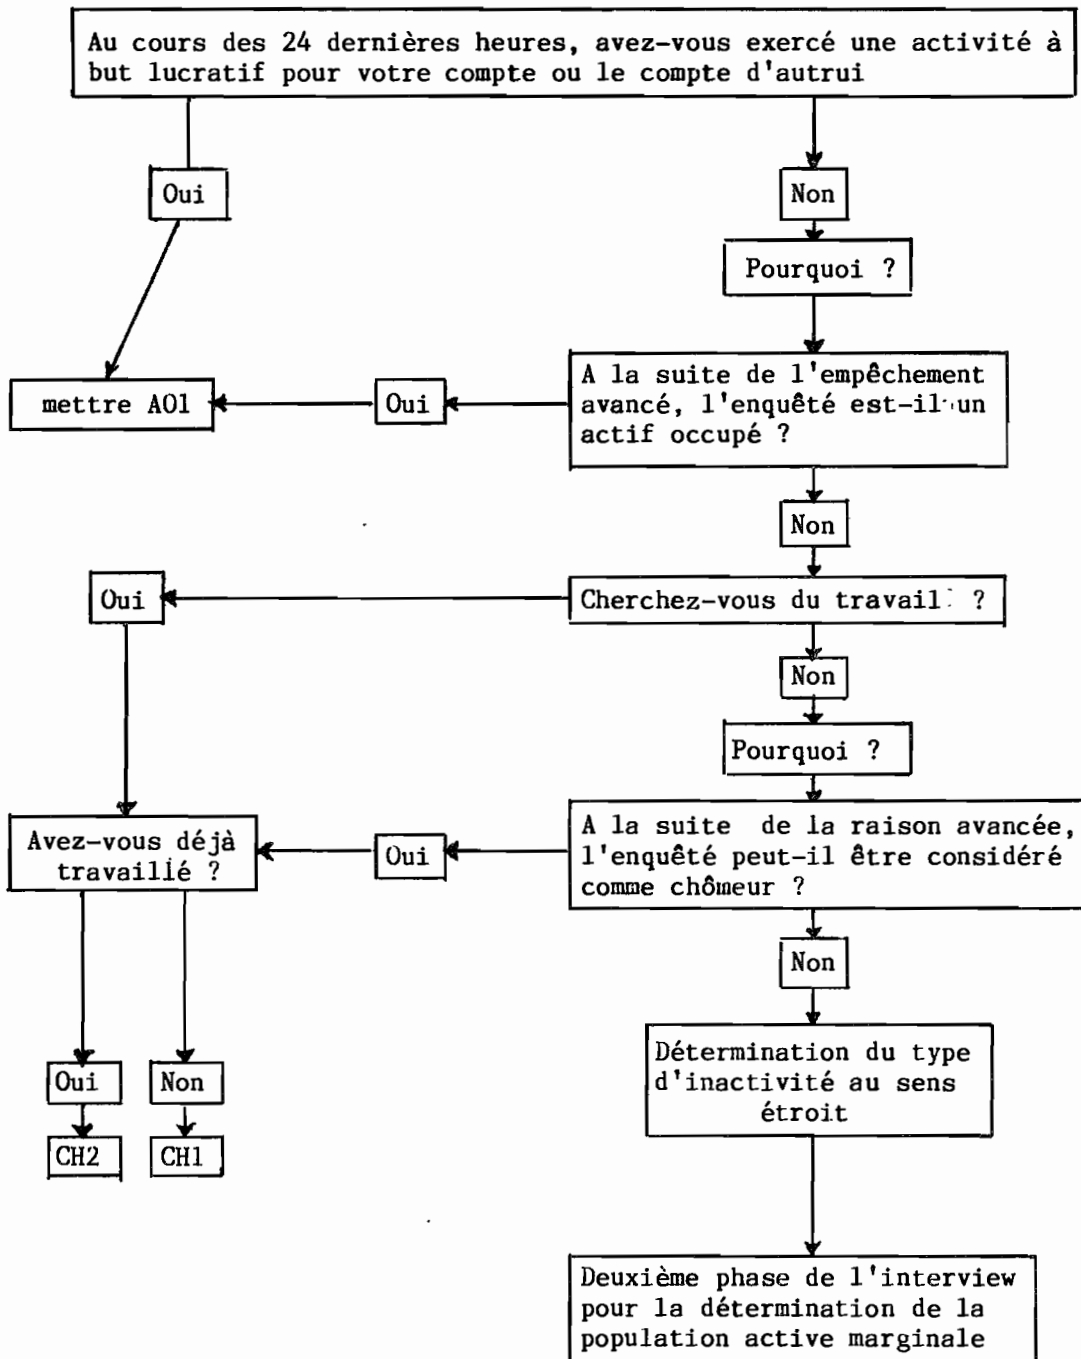 Au cours des 24 dernières heures, avez-vous exercé une activité à
but lucratif pour votre compte ou le compte d'autrui
Oui
Non
Pourquoi ?
A la suite de l'empêchement
avancé, l'enquêté est-il un
actif occupé ?
Oui
mettre AO1
Non
Cherchez-vous du travail ?
Oui
Non
Pourquoi ?
A la suite de la raison avancée,
l'enquêté peut-il être considéré
comme chômeur ?
Oui
Avez-vous déjà
travaillé ?
Non
Oui
Non
CH2
CH1
Détermination du type
d'inactivité au sens
étroit
Deuxième phase de l'interview
pour la détermination de la
population active marginale